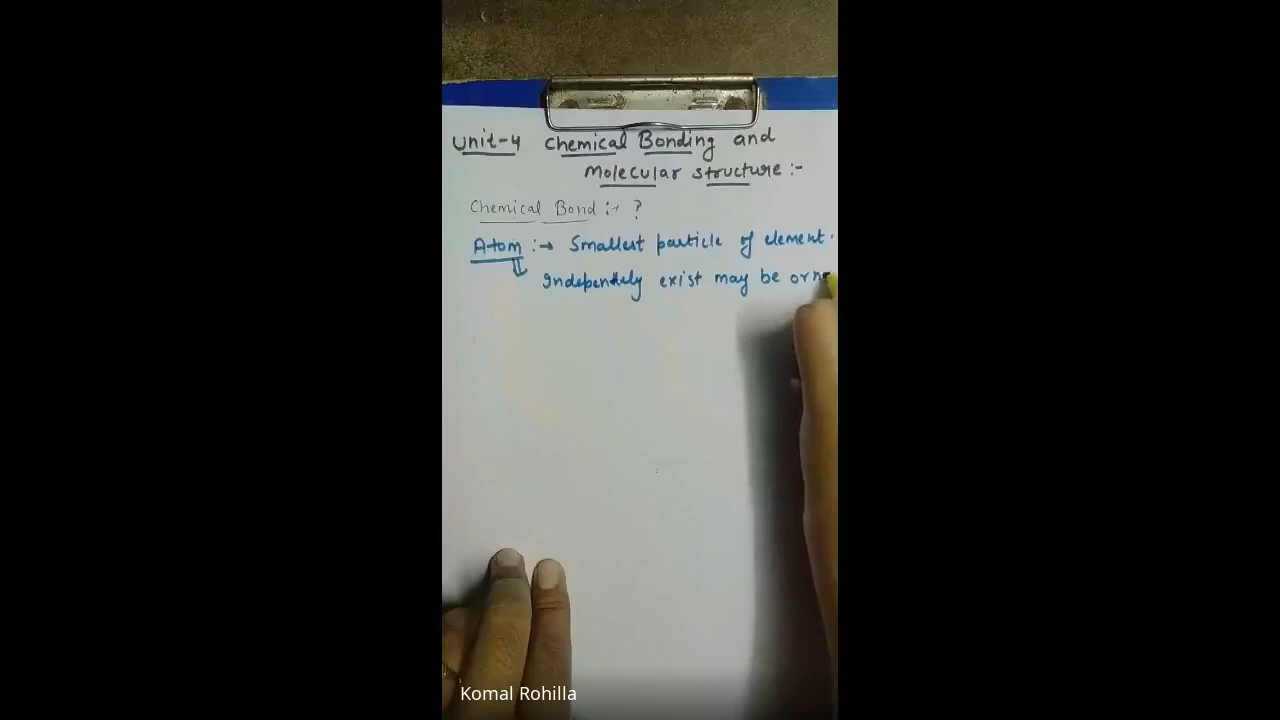 Unit-4 Chemical Bonding and
Molecular structure :-
Chemical Bond :→ ?
Atom :→ Smallest particle of element.
Independely exist may be or
Komal Rohilla